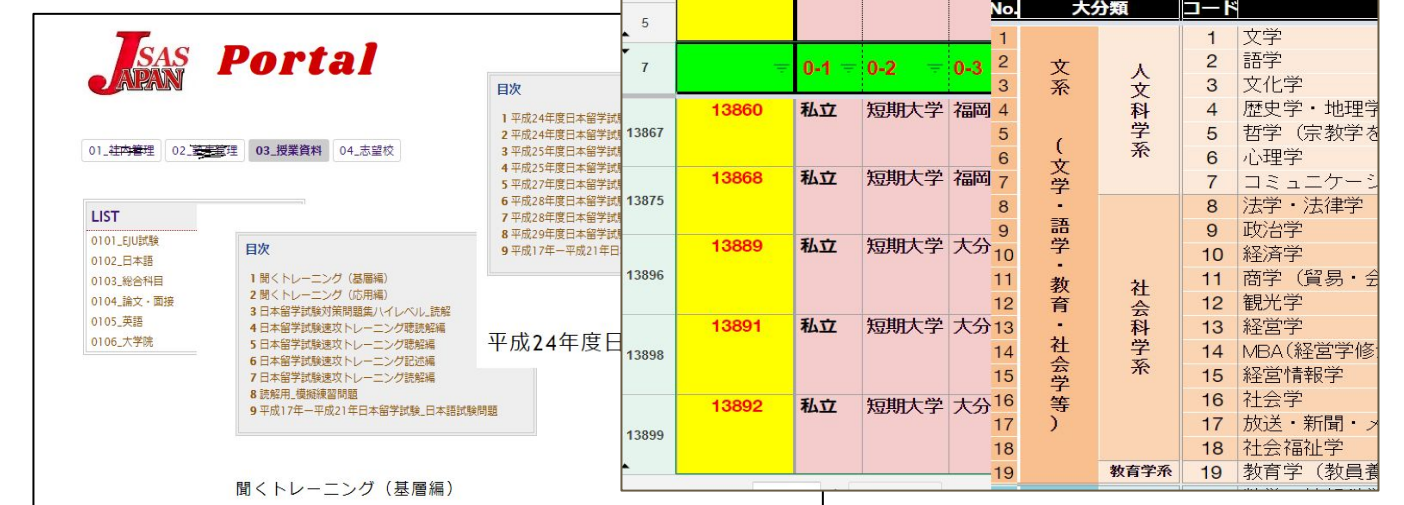 JSAS
JAPAN
Portal
01_社内管理 02_ 管理 03_授業資料 04_志望校
LIST
0101_EJU試験
0102_日本語
0103_総合科目
0104_論文・面接
0105_英語
0106_大学院
目次
1 聞くトレーニング（基層編）
2 聞くトレーニング（応用編）
3 日本留学試験対策問題集ハイレベル_読解
4 日本留学試験速攻トレーニング聴読解編
5 日本留学試験速攻トレーニング聴解編
6 日本留学試験速攻トレーニング記述編
7 日本留学試験速攻トレーニング読解編
8 読解用_模擬練習問題
9 平成17年ー平成21年日本留学試験_日本語試験問題
聞くトレーニング（基層編）
目次
1 平成24年度日本留学試
2 平成24年度日本留学試
3 平成25年度日本留学試
4 平成25年度日本留学試
5 平成27年度日本留学試
6 平成28年度日本留学試
7 平成28年度日本留学試
8 平成29年度日本留学試
9 平成17年ー平成21年日
平成24年度日
5
7 0-1 0-2 0-3
13867 13860 私立 短期大学 福岡
13875 13868 私立 短期大学 福岡
13896 13889 私立 短期大学 大分
13898 13891 私立 短期大学 大分
13899 13892 私立 短期大学 大分
No. 大分類 コード
文系（文学・語学・教育・社会学等）
人文科学系
1 1 文学
2 2 語学
3 3 文化学
4 4 歴史学・地理学
5 5 哲学（宗教学を
6 6 心理学
7 7 コミュニケーシ
社会科学系
8 8 法学・法律学
9 9 政治学
10 10 経済学
11 11 商学（貿易・会
12 12 観光学
13 13 経営学
14 14 MBA(経営学修
15 15 経営情報学
16 16 社会学
17 17 放送・新聞・メ
18 18 社会福祉学
19 教育学系 19 教育学（教員養